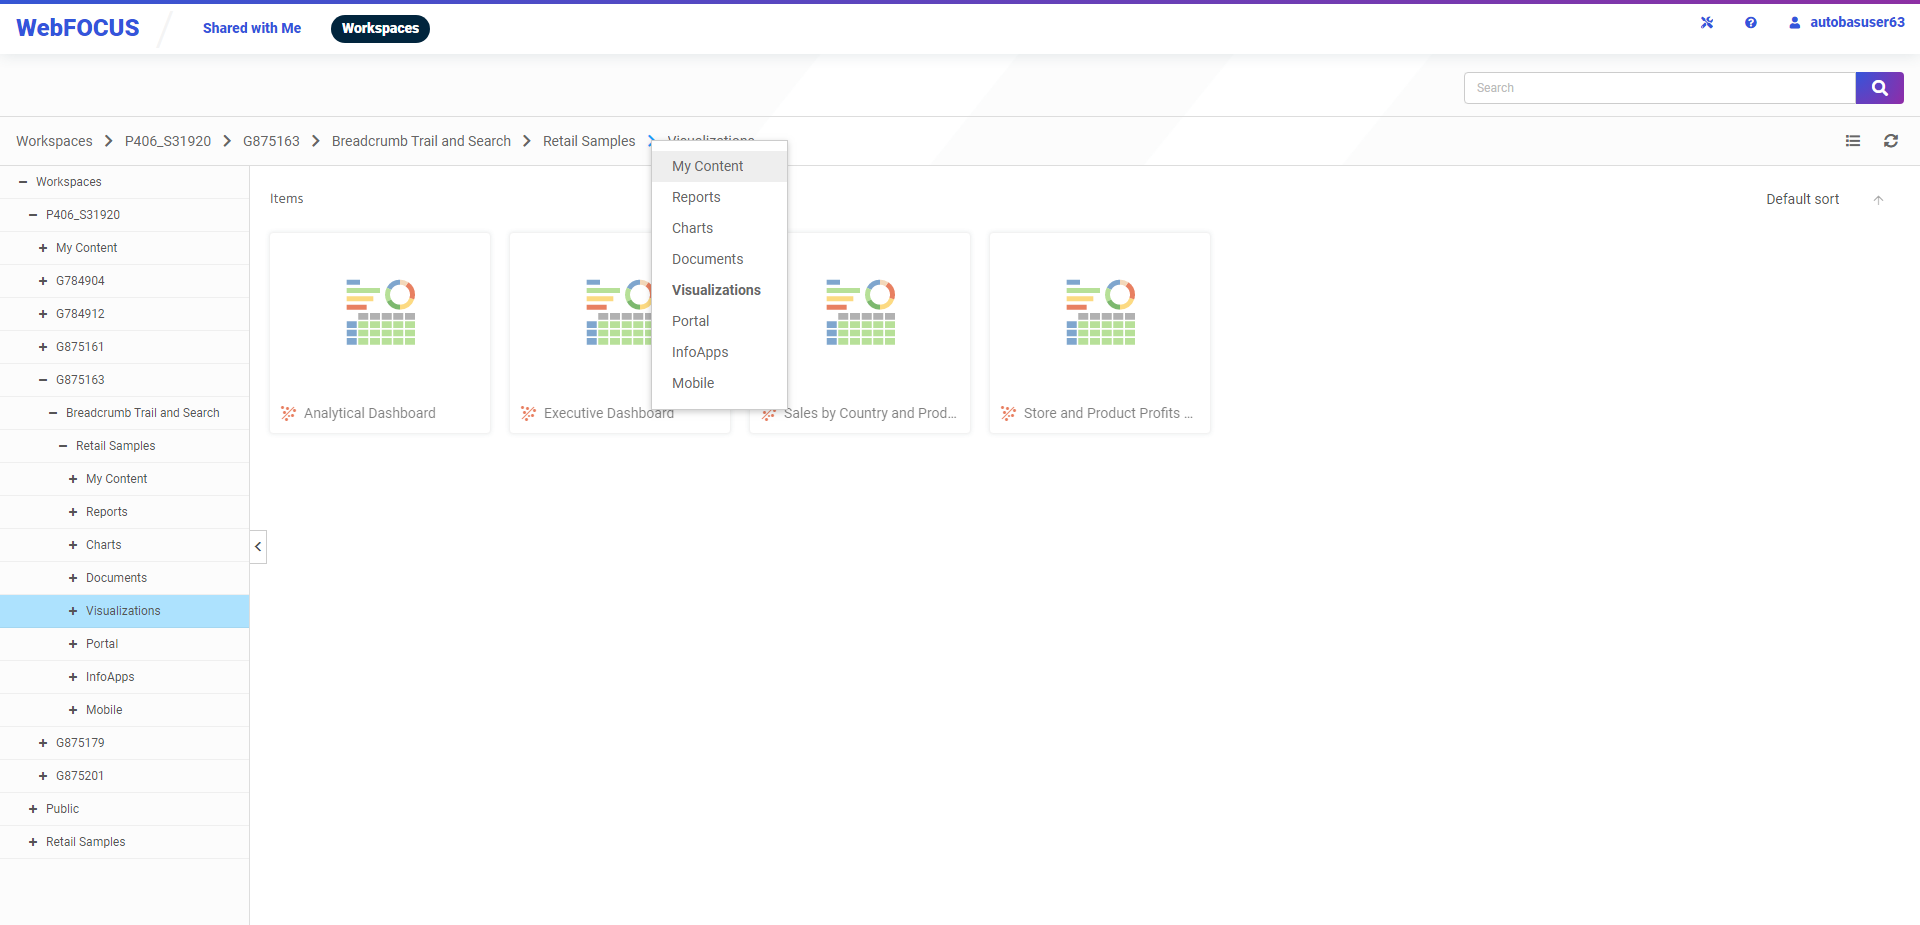 WebFOCUS
Shared with Me
Workspaces
autobasuser63
Search
Workspaces
P406_S31920
G875163
Breadcrumb Trail and Search
Retail Samples
Visualizations
My Content
Reports
Charts
Documents
Visualizations
Portal
InfoApps
Mobile
Workspaces
P406_S31920
My Content
G784904
G784912
G875161
G875163
Breadcrumb Trail and Search
Retail Samples
My Content
Reports
Charts
Documents
Visualizations
Portal
InfoApps
Mobile
G875179
G875201
Public
Retail Samples
Items
Default sort
Analytical Dashboard
Executive Dashboard
Sales by Country and Prod...
Store and Product Profits ...